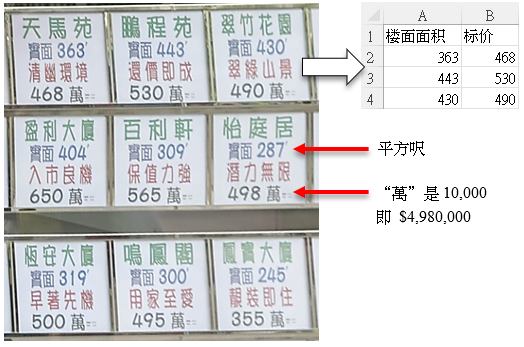 天馬苑
實面 363'
清幽環境
468 萬
鵬程苑
實面 443'
還價即成
530 萬
翠竹花園
實面 430'
翠綠山景
490 萬
盈利大廈
實面 404'
入市良機
650 萬
百利軒
實面 309'
保值力強
565 萬
怡庭居
實面 287'
潛力無限
498 萬
恆安大廈
實面 319'
早著先機
500 萬
鳴鳳閣
實面 300'
用家至愛
495 萬
鳳寶大廈
實面 245'
靚裝即住
355 萬
A B
1 楼面面积 标价
2 363 468
3 443 530
4 430 490
平方呎
“萬”是 10,000
即 $4,980,000